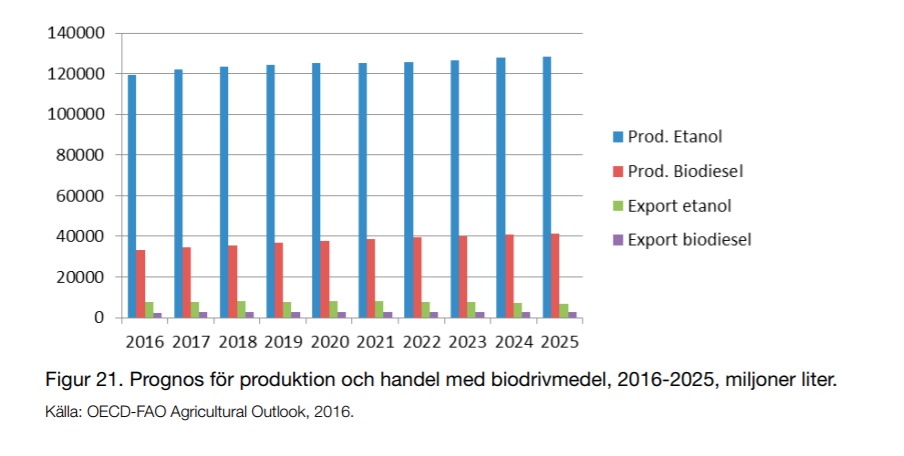 140000
120000
100000
80000
60000
40000
20000
0
2016 2017 2018 2019 2020 2021 2022 2023 2024 2025
Prod. Etanol
Prod. Biodiesel
Export etanol
Export biodiesel
Figur 21. Prognos för produktion och handel med biodrivmedel, 2016-2025, miljoner liter.
Källa: OECD-FAO Agricultural Outlook, 2016.